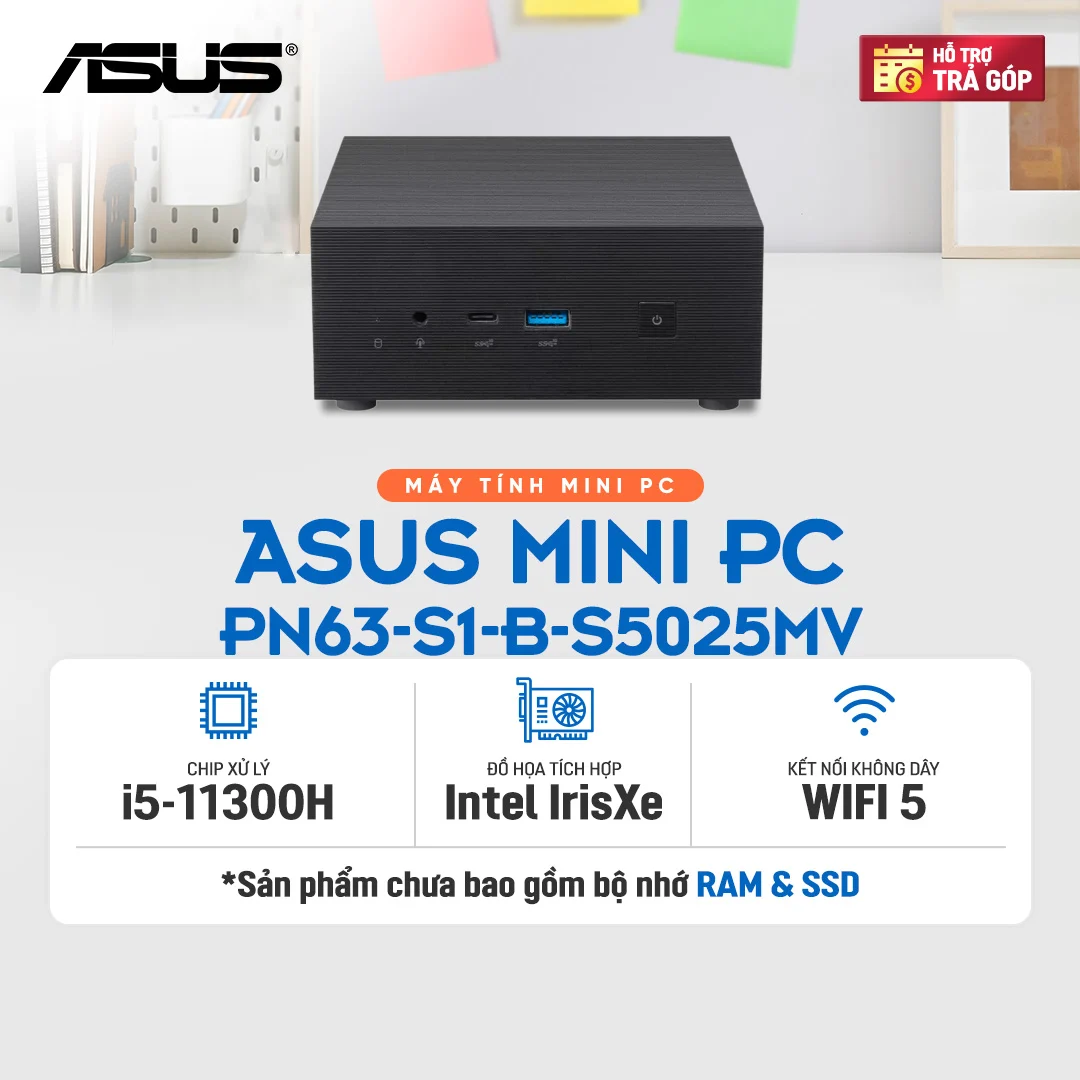 ASUS®
HỖ TRỢ
TRẢ GÓP
MÁY TÍNH MINI PC
ASUS MINI PC
PN63-S1-B-S5025MV
CHIP XỬ LÝ
i5-11300H
ĐỒ HỌA TÍCH HỢP
Intel IrisXe
KẾT NỐI KHÔNG DÂY
WIFI 5
*Sản phẩm chưa bao gồm bộ nhớ RAM & SSD